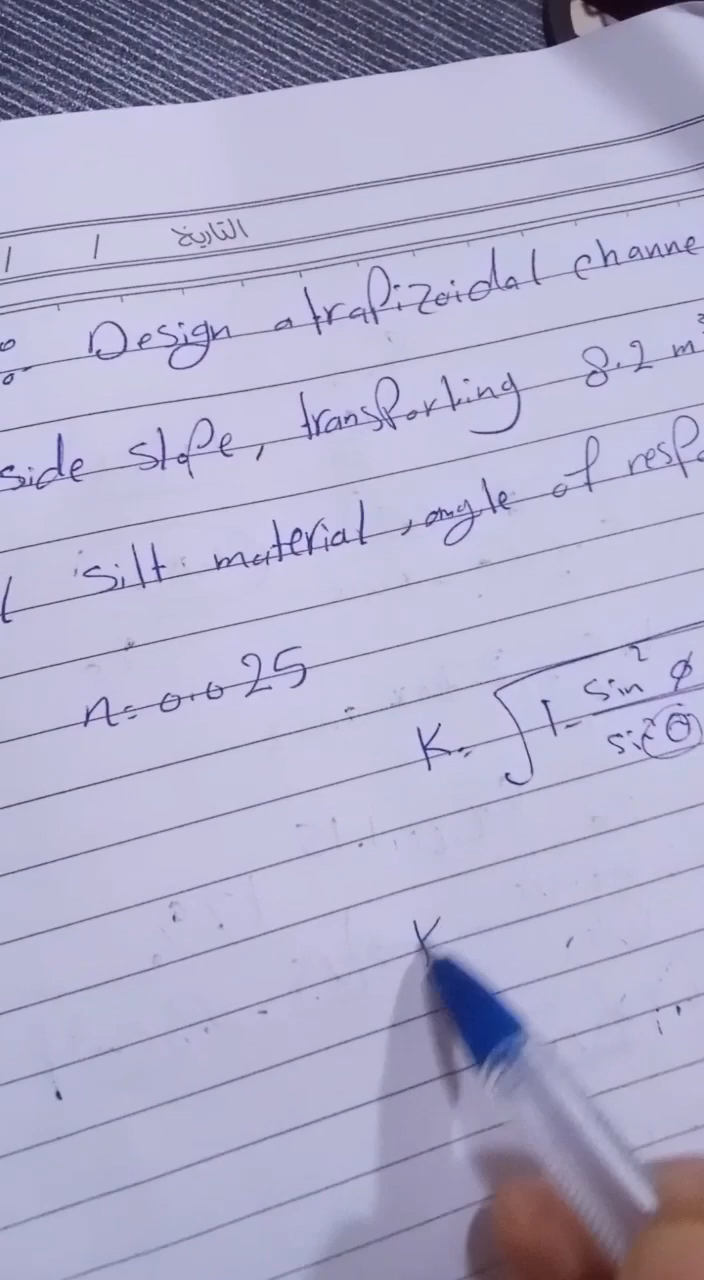 / / التاريخ
Design a trapizoidal channe
side slope, transporting 8.2 m³
silt material, angle of resp
n = 0.025
K = √1 - sin² φ / sin² θ
K